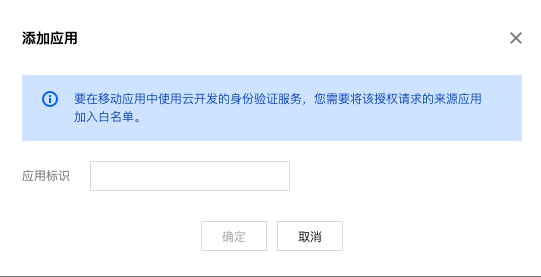 添加应用
要在移动应用中使用云开发的身份验证服务，您需要将该授权请求的来源应用
加入白名单。
应用标识
确定 取消